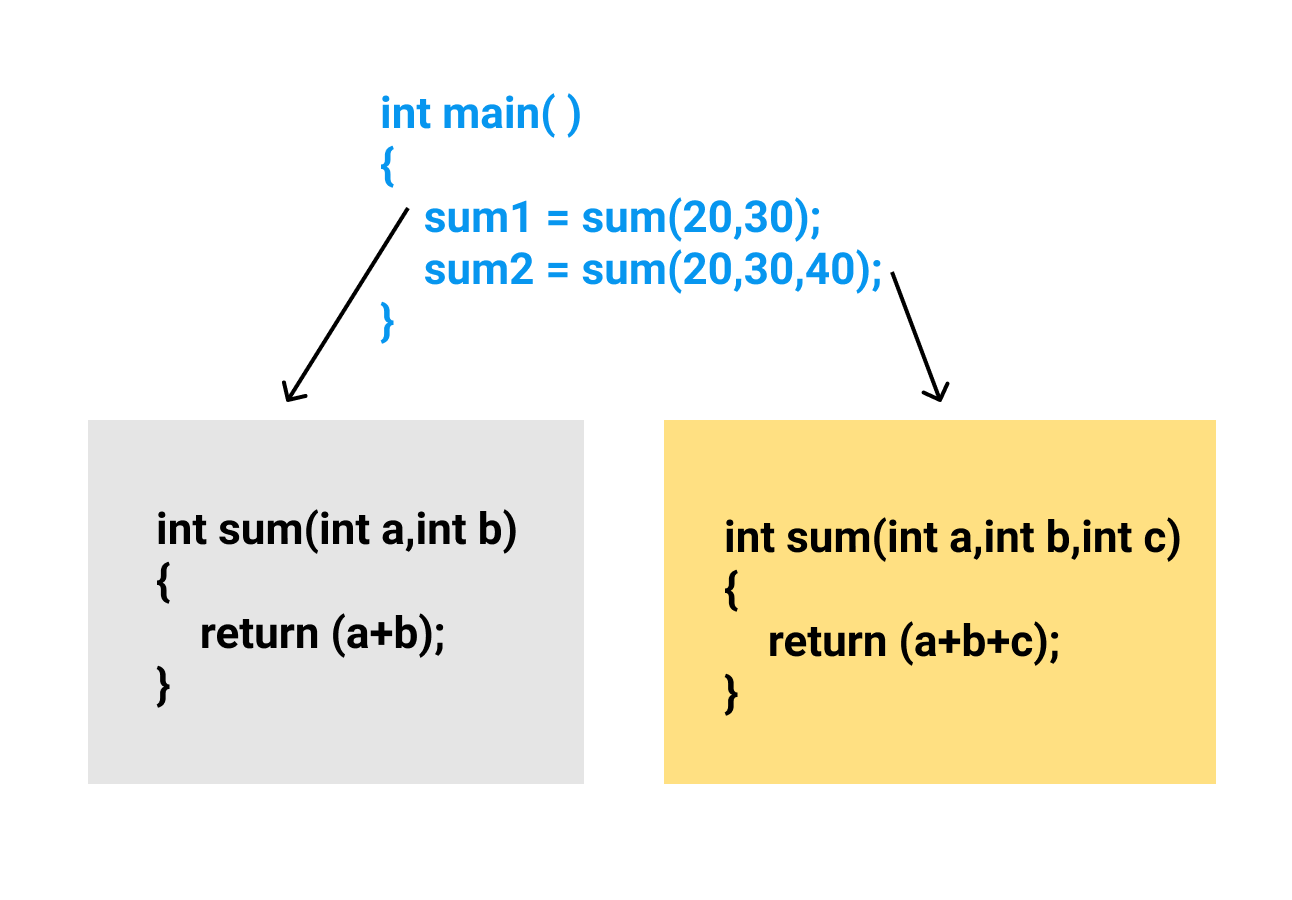 int main( )
{
sum1 = sum(20,30);
sum2 = sum(20,30,40);
}
int sum(int a,int b)
{
return (a+b);
}
int sum(int a,int b,int c)
{
return (a+b+c);
}